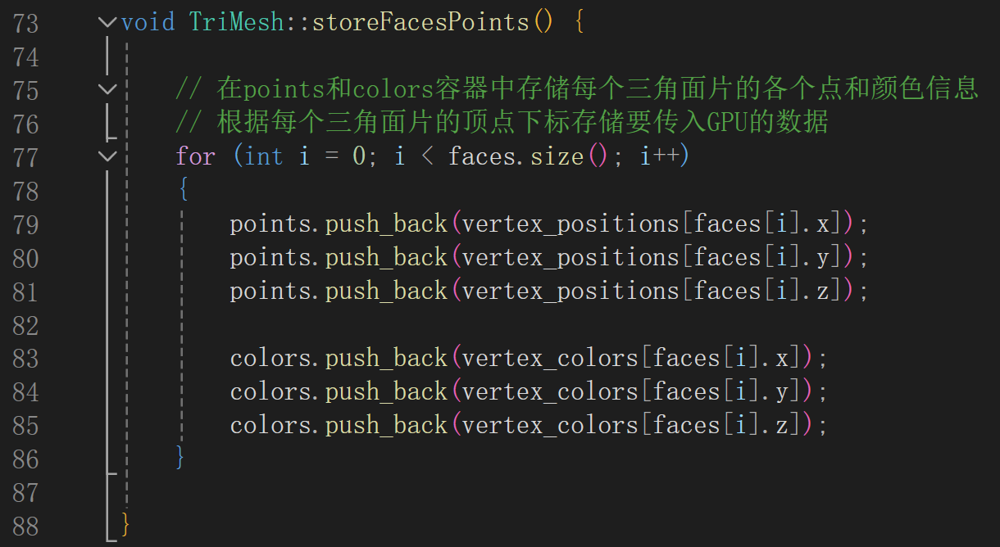 73 void TriMesh::storeFacesPoints() {
74
75 // 在points和colors容器中存储每个三角面片的各个点和颜色信息
76 // 根据每个三角面片的顶点下标存储要传入GPU的数据
77 for (int i = 0; i < faces.size(); i++)
78 {
79 points.push_back(vertex_positions[faces[i].x]);
80 points.push_back(vertex_positions[faces[i].y]);
81 points.push_back(vertex_positions[faces[i].z]);
82
83 colors.push_back(vertex_colors[faces[i].x]);
84 colors.push_back(vertex_colors[faces[i].y]);
85 colors.push_back(vertex_colors[faces[i].z]);
86 }
87
88 }